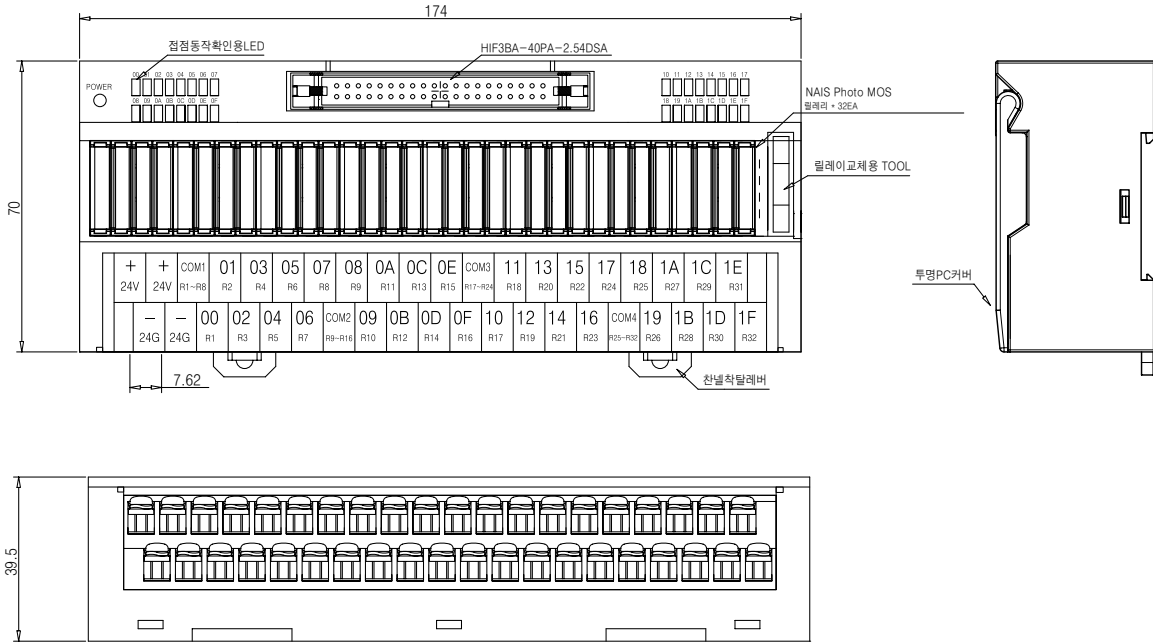 174
접점동작확인용LED
HIF3BA-40PA-2.54DSA
POWER
00 01 02 03 04 05 06 07
08 09 0A 0B 0C 0D 0E 0F
10 11 12 13 14 15 16 17
18 19 1A 1B 1C 1D 1E 1F
NAIS Photo MOS
릴레리 * 32EA
릴레이교체용 TOOL
70
+ + COM1 01 03 05 07 08 0A 0C 0E COM3 11 13 15 17 18 1A 1C 1E
24V 24V R1~R8 R2 R4 R6 R8 R9 R11 R13 R15 R17~R24 R18 R20 R22 R24 R25 R27 R29 R31
- - 00 02 04 06 COM2 09 0B 0D 0F 10 12 14 16 COM4 19 1B 1D 1F
24G 24G R1 R3 R5 R7 R9~R16 R10 R12 R14 R16 R17 R19 R21 R23 R25~R32 R26 R28 R30 R32
투명PC커버
7.62
찬넬착탈레버
39.5